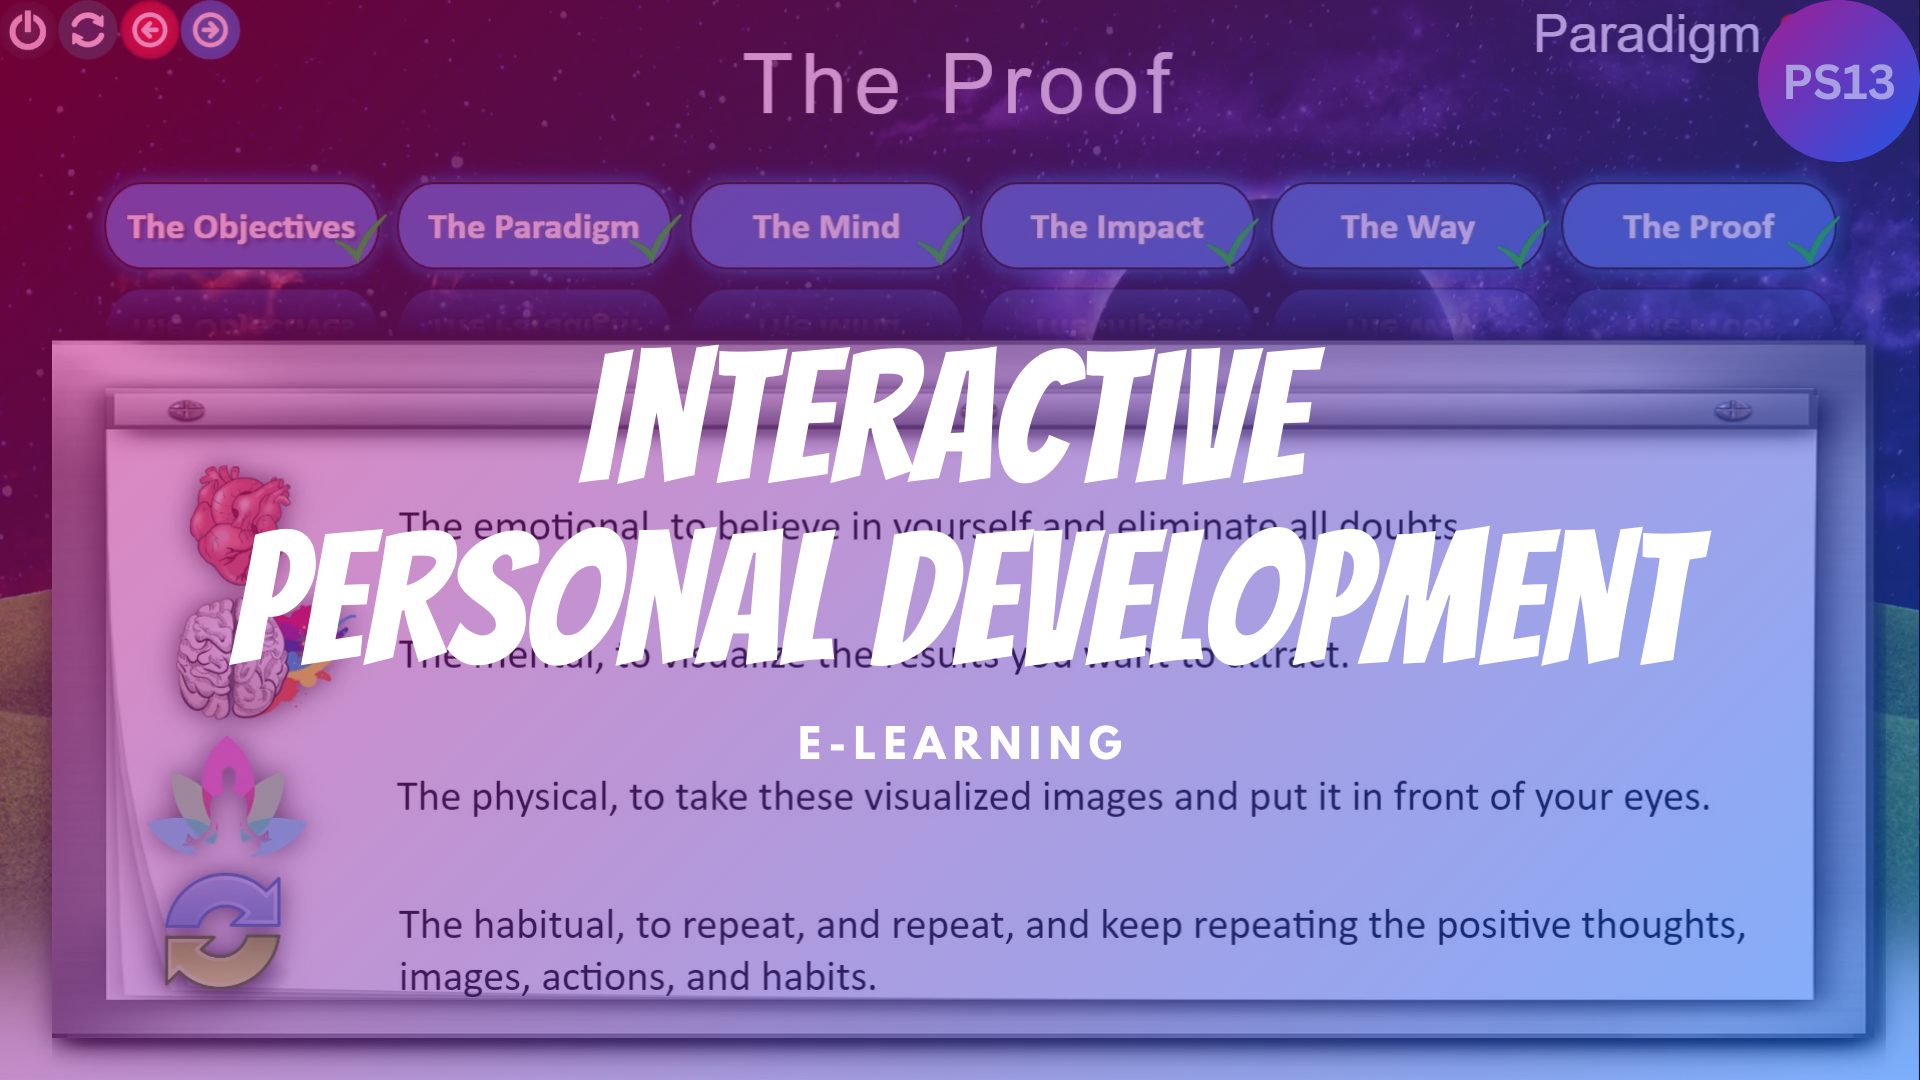 Paradigm
PS13
The Proof
The Objectives
The Paradigm
The Mind
The Impact
The Way
The Proof
INTERACTIVE
The emotional, to believe in yourself and eliminate all doubts.
PERSONAL DEVELOPMENT
The mental, to visualize the results you want to attract.
E-LEARNING
The physical, to take these visualized images and put it in front of your eyes.
The habitual, to repeat, and repeat, and keep repeating the positive thoughts,
images, actions, and habits.